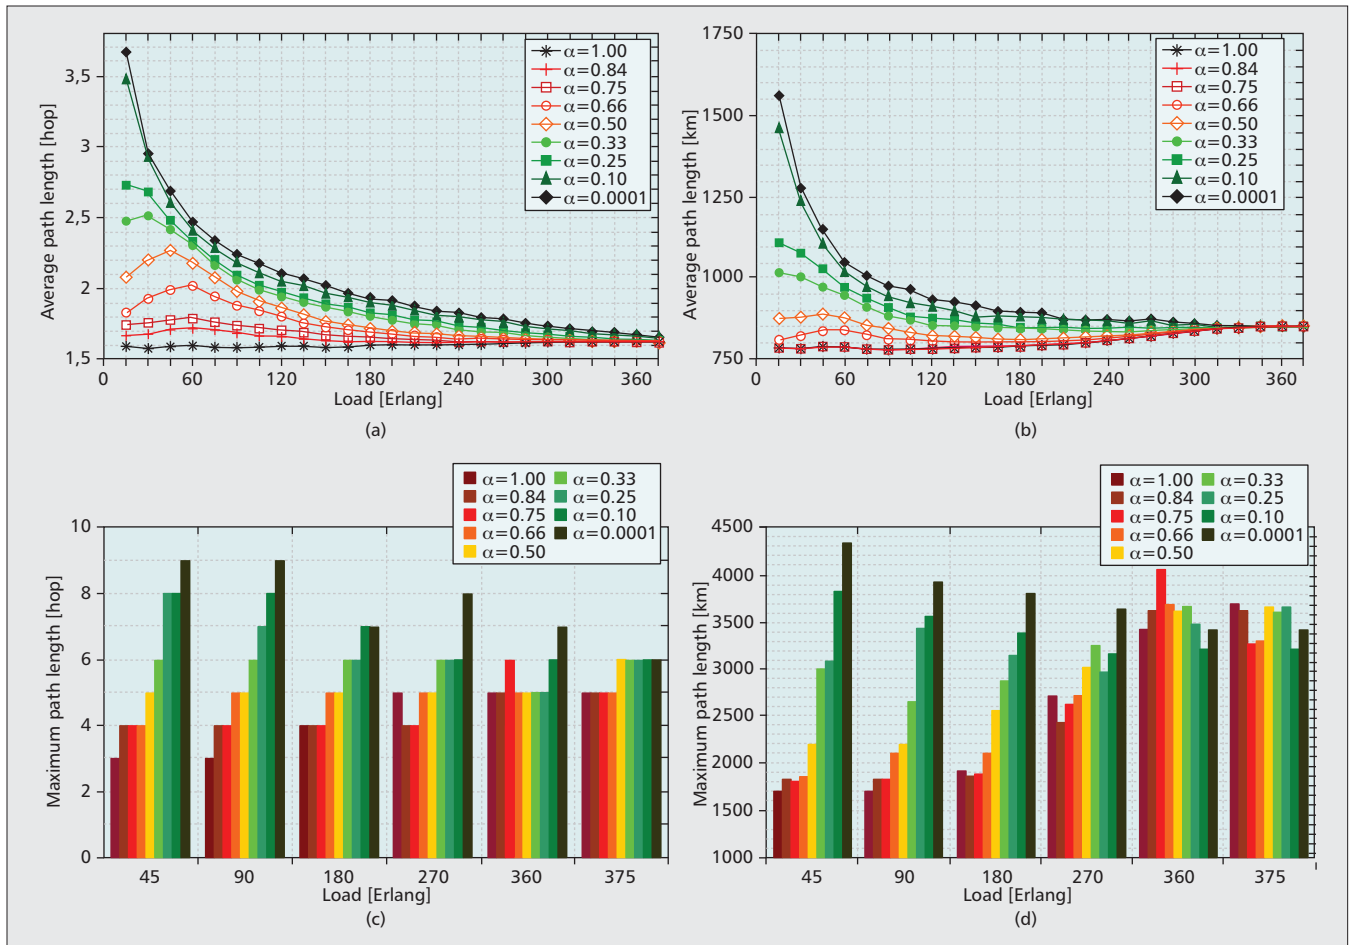 3,5
3
2,5
2
1,5
0
60
120
180
240
300
360
Average path length [hop]
Load [Erlang]
α=1.00
α=0.84
α=0.75
α=0.66
α=0.50
α=0.33
α=0.25
α=0.10
α=0.0001
(a)
1750
1500
1250
1000
750
0
60
120
180
240
300
360
Average path length [km]
Load [Erlang]
α=1.00
α=0.84
α=0.75
α=0.66
α=0.50
α=0.33
α=0.25
α=0.10
α=0.0001
(b)
α=1.00
α=0.84
α=0.75
α=0.66
α=0.50
α=0.33
α=0.25
α=0.10
α=0.0001
10
8
6
4
2
0
45
90
180
270
360
375
Maximum path length [hop]
Load [Erlang]
(c)
α=1.00
α=0.84
α=0.75
α=0.66
α=0.50
α=0.33
α=0.25
α=0.10
α=0.0001
4500
4000
3500
3000
2500
2000
1500
1000
45
90
180
270
360
375
Maximum path length [km]
Load [Erlang]
(d)